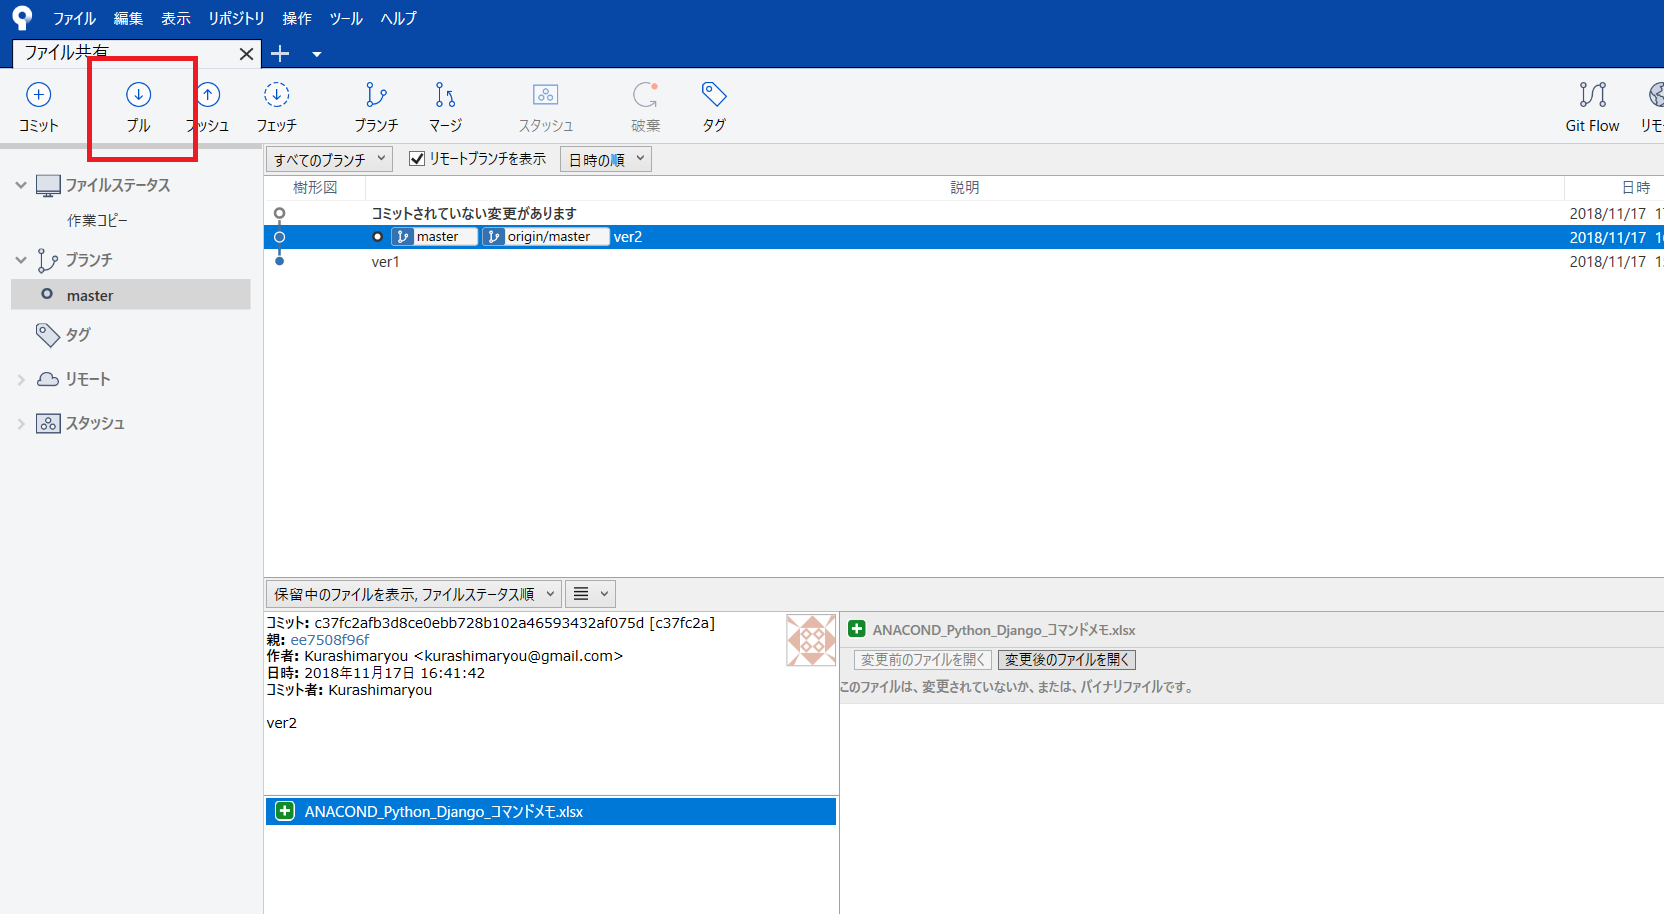 ファイル 編集 表示 リポジトリ 操作 ツール ヘルプ
ファイル共有
コミット プル プッシュ フェッチ ブランチ マージ スタッシュ 破棄 タグ Git Flow リモ
すべてのブランチ リモートブランチを表示 日時の順
ファイルステータス
作業コピー
ブランチ
master
タグ
リモート
スタッシュ
樹形図 説明 日時
コミットされていない変更があります 2018/11/17
master origin/master ver2 2018/11/17
ver1 2018/11/17
保留中のファイルを表示, ファイルステータス順
コミット: c37fc2afb3d8ce0ebb728b102a46593432af075d [c37fc2a]
親: ee7508f96f
作者: Kurashimaryou <kurashimaryou@gmail.com>
日時: 2018年11月17日 16:41:42
コミット者: Kurashimaryou
ver2
ANACOND_Python_Django_コマンドメモ.xlsx
ANACOND_Python_Django_コマンドメモ.xlsx
変更前のファイルを開く 変更後のファイルを開く
このファイルは、変更されていないか、または、バイナリファイルです。